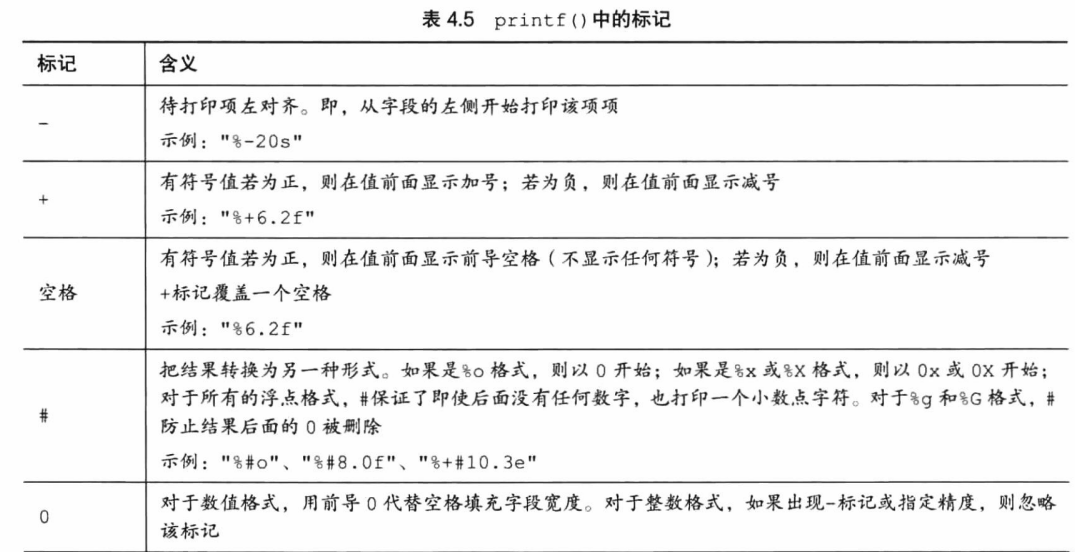 表 4.5 printf()中的标记
标记 含义
- 待打印项左对齐。即，从字段的左侧开始打印该项项
示例："%-20s"
+ 有符号值若为正，则在值前面显示加号；若为负，则在值前面显示减号
示例："%+6.2f"
空格 有符号值若为正，则在值前面显示前导空格（不显示任何符号）；若为负，则在值前面显示减号
+标记覆盖一个空格
示例："%6.2f"
# 把结果转换为另一种形式。如果是%o 格式，则以 0 开始；如果是%x 或%X 格式，则以 0x 或 0X 开始；
对于所有的浮点格式，#保证了即使后面没有任何数字，也打印一个小数点字符。对于%g 和%G 格式，#
防止结果后面的 0 被删除
示例："%#o"、"%#8.0f"、"%+#10.3e"
0 对于数值格式，用前导 0 代替空格填充字段宽度。对于整数格式，如果出现-标记或指定精度，则忽略
该标记